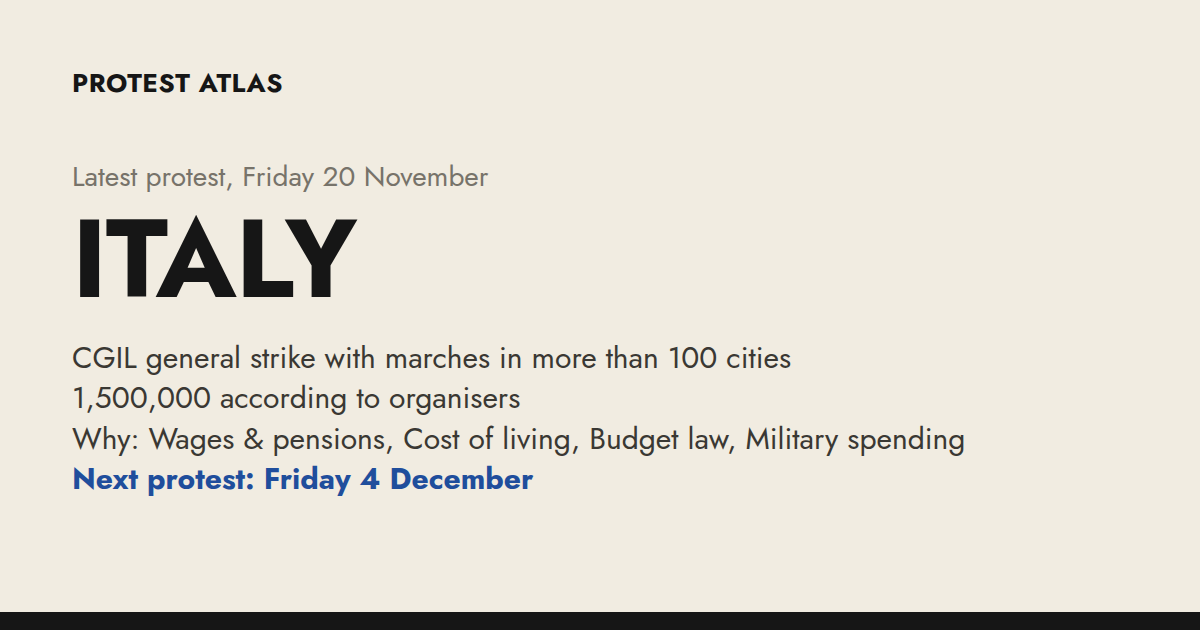 PROTEST ATLAS
Latest protest, Friday 20 November
ITALY
CGIL general strike with marches in more than 100 cities
1,500,000 according to organisers
Why: Wages & pensions, Cost of living, Budget law, Military spending
Next protest: Friday 4 December